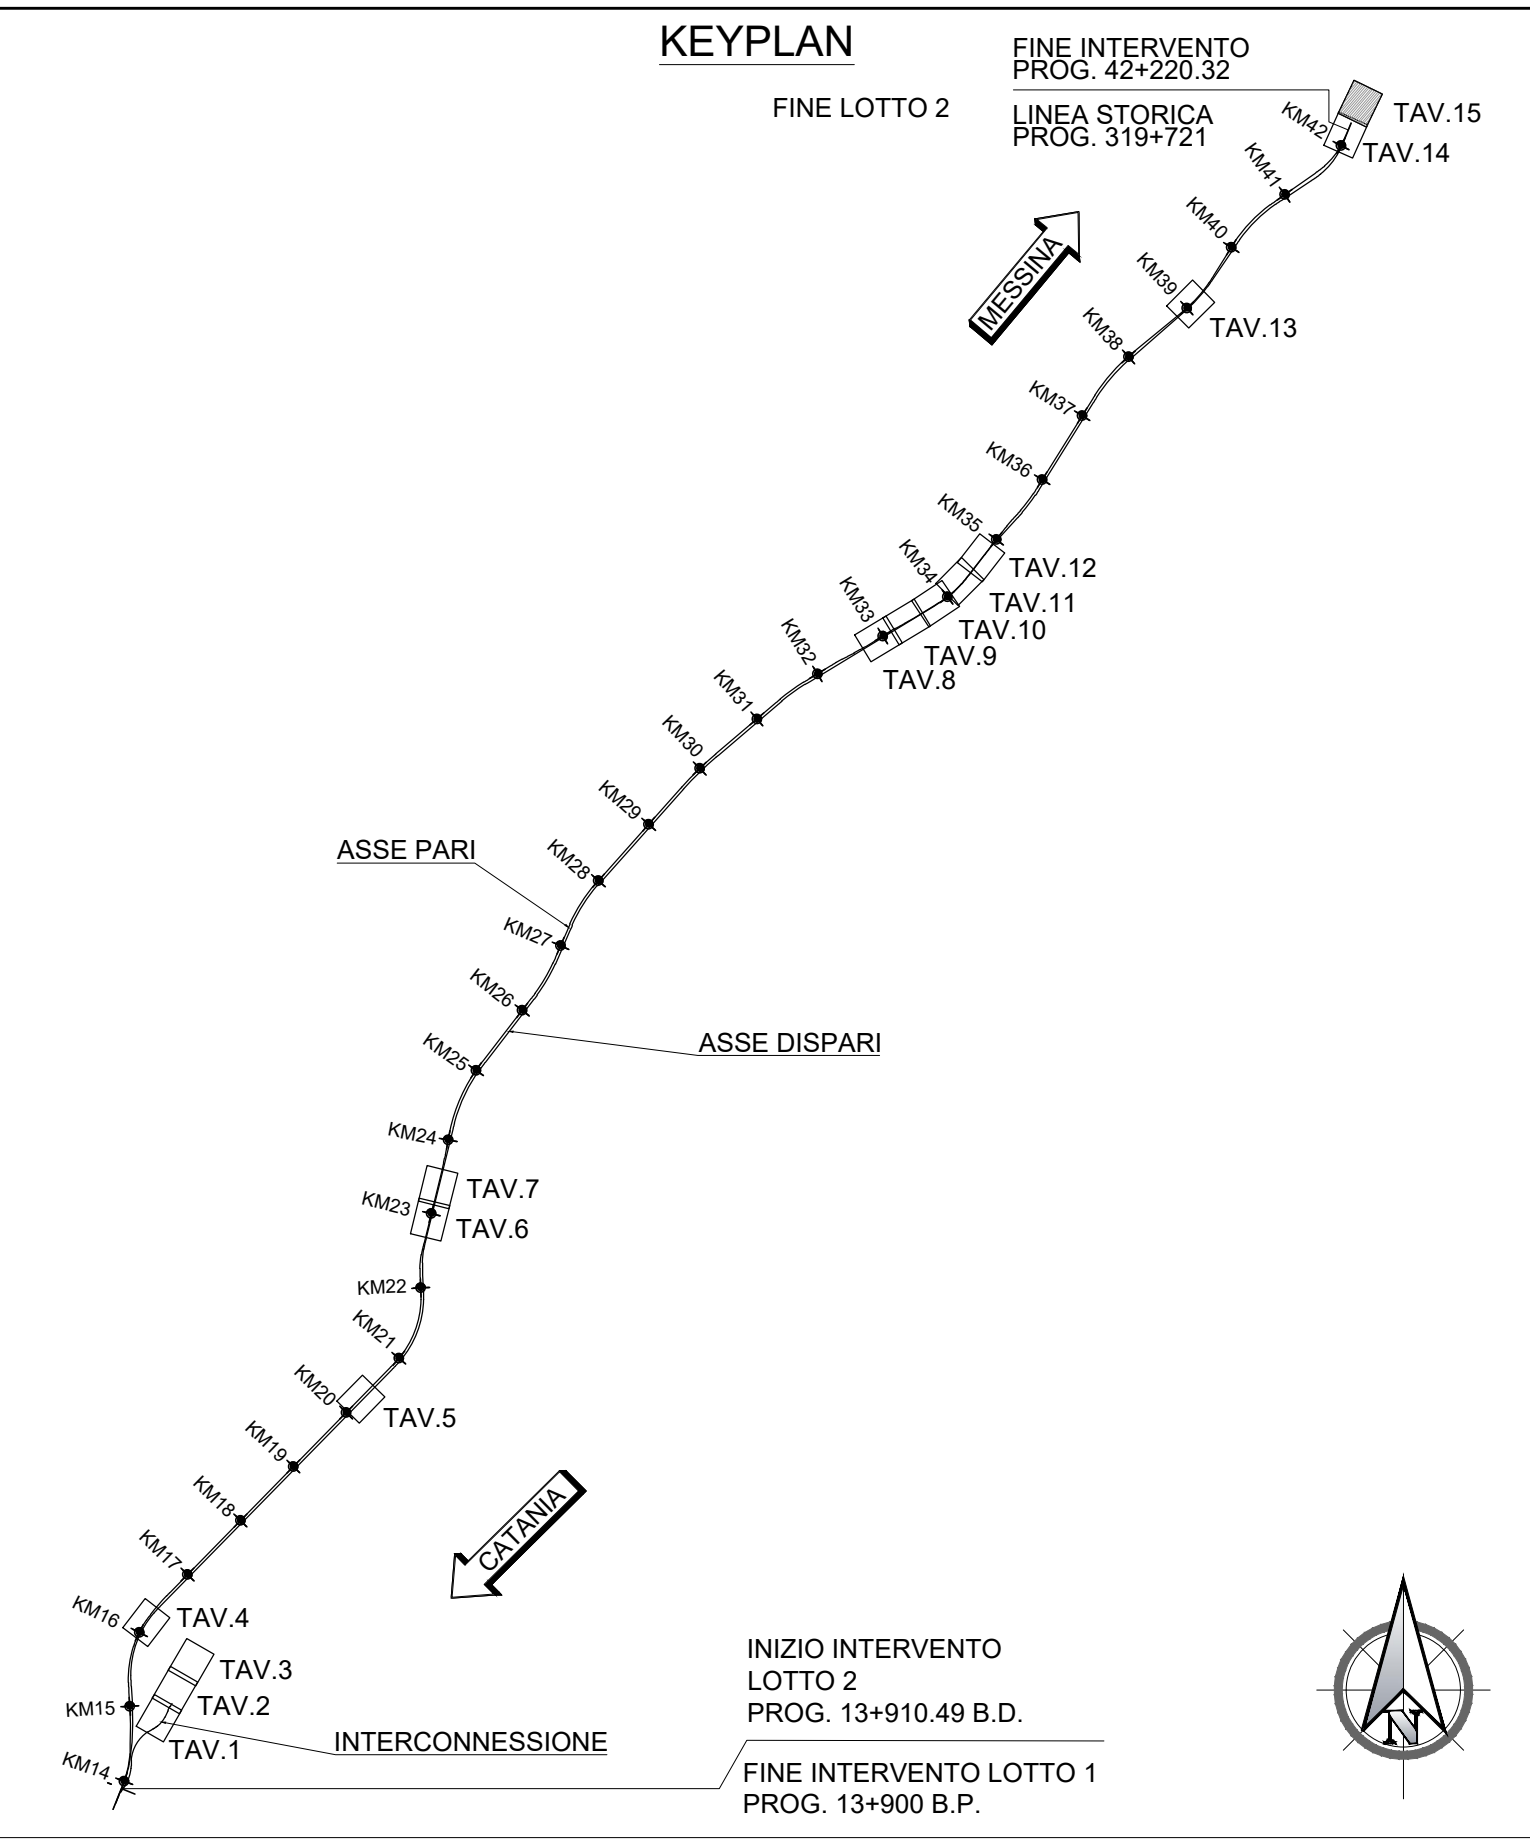 KEYPLAN
FINE INTERVENTO
PROG. 42+220.32
FINE LOTTO 2
LINEA STORICA
PROG. 319+721
KM42
TAV.15
TAV.14
KM41
KM40
MESSINA
KM39
TAV.13
KM38
KM37
KM36
KM35
TAV.12
KM34
TAV.11
KM33
TAV.10
TAV.9
TAV.8
KM32
KM31
KM30
KM29
ASSE PARI
KM28
KM27
KM26
ASSE DISPARI
KM25
KM24
TAV.7
KM23
TAV.6
KM22
KM21
KM20
TAV.5
KM19
KM18
CATANIA
KM17
KM16
TAV.4
TAV.3
TAV.2
KM15
TAV.1
INTERCONNESSIONE
KM14
INIZIO INTERVENTO
LOTTO 2
PROG. 13+910.49 B.D.
FINE INTERVENTO LOTTO 1
PROG. 13+900 B.P.
N